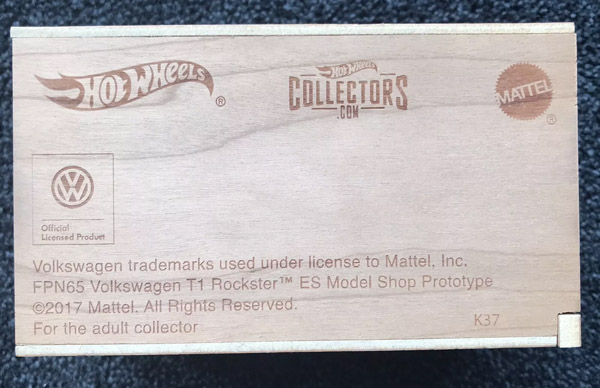 HOT WHEELS®
HOT WHEELS
COLLECTORS
.COM
MATTEL®
VW
Official
Licensed Product
Volkswagen trademarks used under license to Mattel, Inc.
FPN65 Volkswagen T1 Rockster™ ES Model Shop Prototype
©2017 Mattel. All Rights Reserved.
For the adult collector
K37